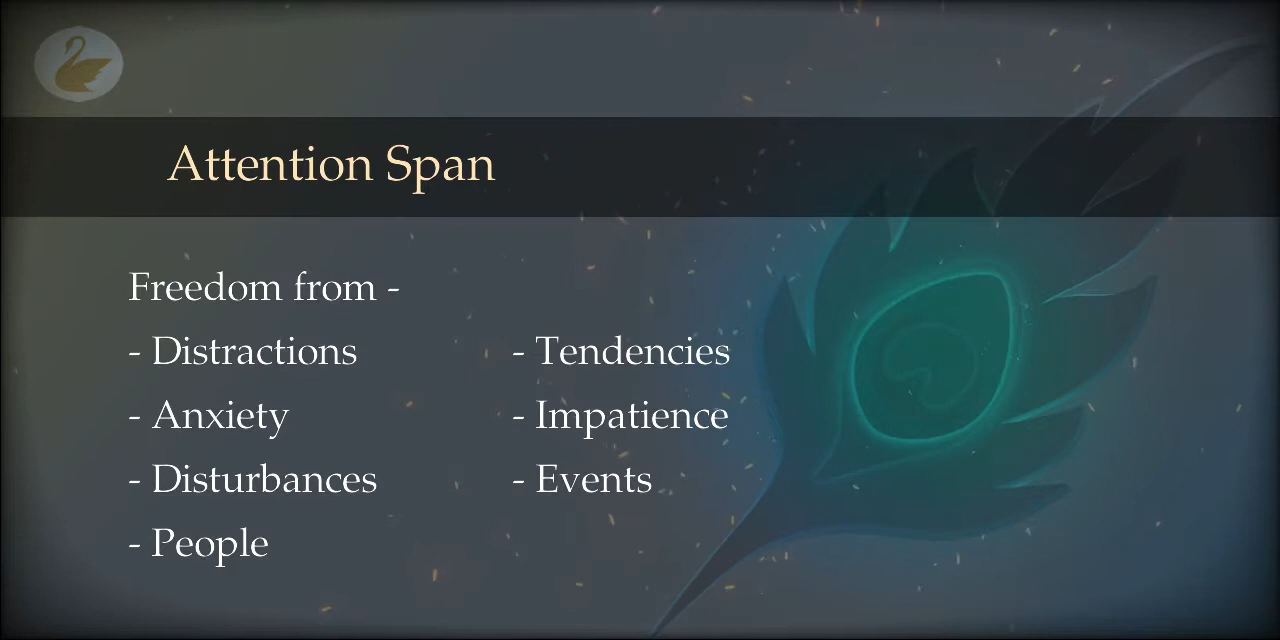 Attention Span
Freedom from -
- Distractions
- Anxiety
- Disturbances
- People
- Tendencies
- Impatience
- Events